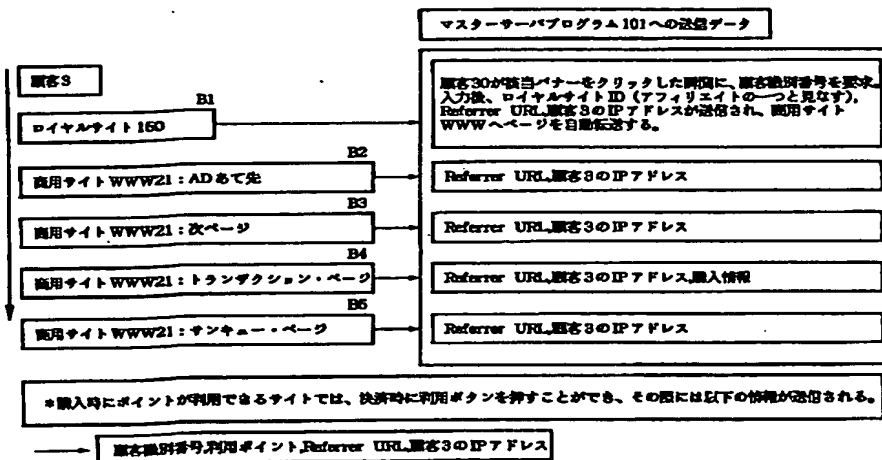 マスターサーバプログラム101への送信データ
顧客3
B1
ロイヤルサイト160
顧客30が該当バナーをクリックした瞬間に、顧客識別番号を要求。
入力後、ロイヤルサイトID（アフィリエイトの一つと見なす）,
Referrer URL,顧客3のIPアドレスが送信され、商用サイト
WWWへページを自動転送する。
B2
商用サイトWWW21：ADあて先
Referrer URL,顧客3のIPアドレス
B3
商用サイトWWW21：次ページ
Referrer URL,顧客3のIPアドレス
B4
商用サイトWWW21：トランザクション・ページ
Referrer URL,顧客3のIPアドレス,購入情報
B5
商用サイトWWW21：サンキュー・ページ
Referrer URL,顧客3のIPアドレス
*購入時にポイントが利用できるサイトでは、決済時に利用ボタンを押すことができ、その際には以下の情報が送信される。
顧客識別番号,利用ポイント,Referrer URL,顧客3のIPアドレス